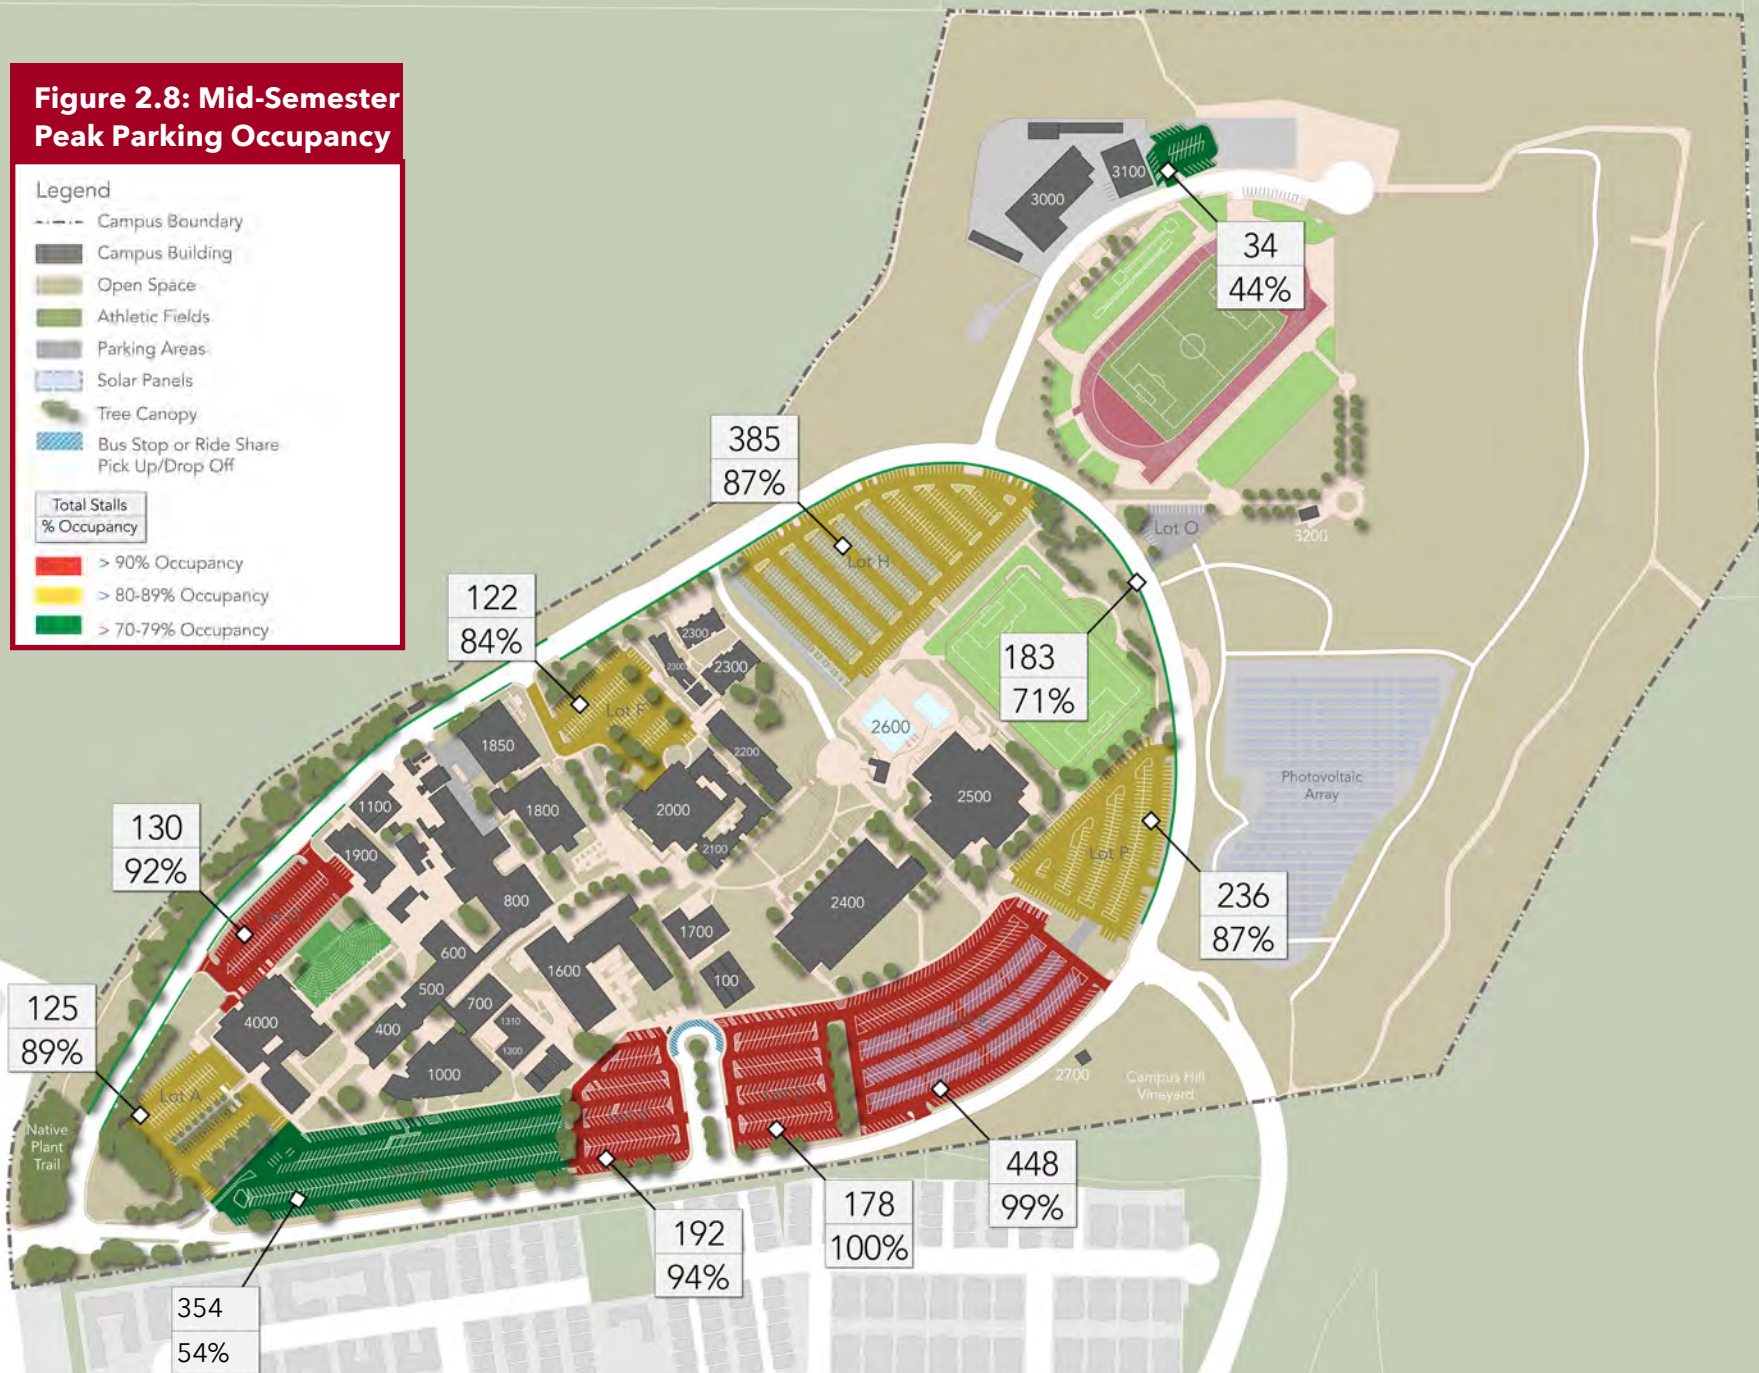 Figure 2.8: Mid-Semester
Peak Parking Occupancy
Legend
Campus Boundary
Campus Building
Open Space
Athletic Fields
Parking Areas
Solar Panels
Tree Canopy
Bus Stop or Ride Share
Pick Up/Drop Off
Total Stalls
% Occupancy
> 90% Occupancy
> 80-89% Occupancy
> 70-79% Occupancy
3100
3000
34
44%
385
87%
Lot H
Lot O
3200
122
84%
2300
2300
2300
183
71%
Lot F
2600
1850
2200
Photovoltaic
Array
2500
1100
1800
2000
130
92%
1900
2100
Lot P
800
2400
236
87%
1700
600
1600
100
500
700
125
89%
4000
400
1310
1300
1000
2700
Campus Hill
Vineyard
Lot A
Native
Plant
Trail
448
99%
178
100%
192
94%
354
54%